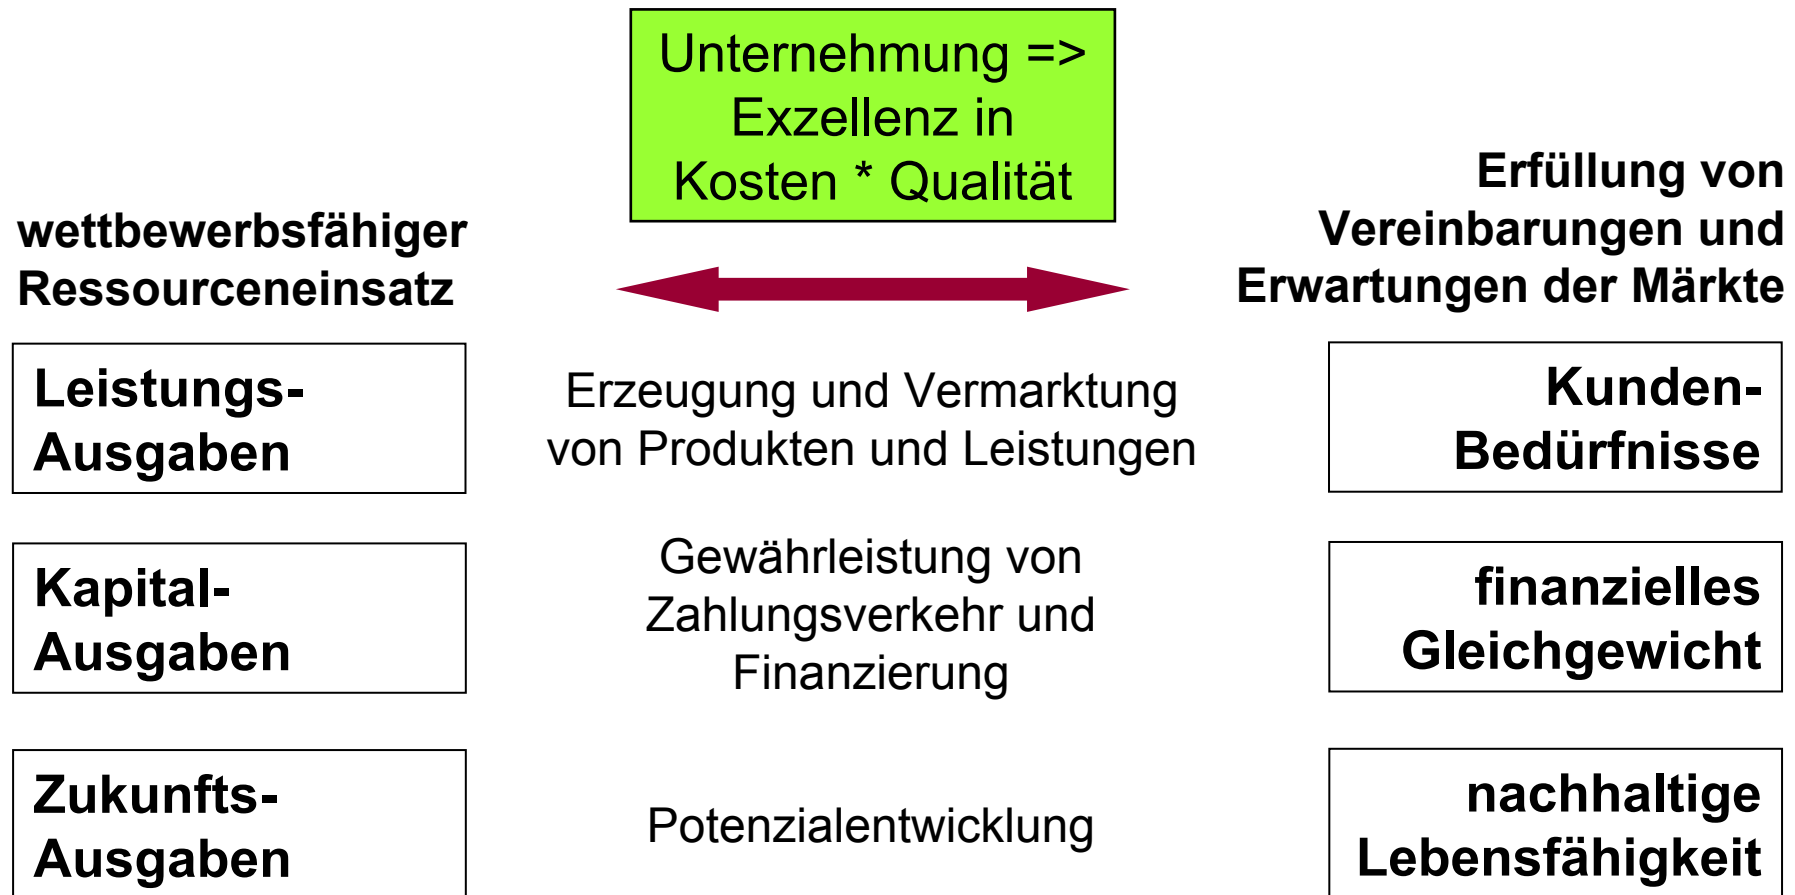 Unternehmung =>
Exzellenz in
Kosten * Qualität
wettbewerbsfähiger
Ressourceneinsatz
Erfüllung von
Vereinbarungen und
Erwartungen der Märkte
Leistungs-
Ausgaben
Erzeugung und Vermarktung
von Produkten und Leistungen
Kunden-
Bedürfnisse
Kapital-
Ausgaben
Gewährleistung von
Zahlungsverkehr und
Finanzierung
finanzielles
Gleichgewicht
Zukunfts-
Ausgaben
Potenzialentwicklung
nachhaltige
Lebensfähigkeit